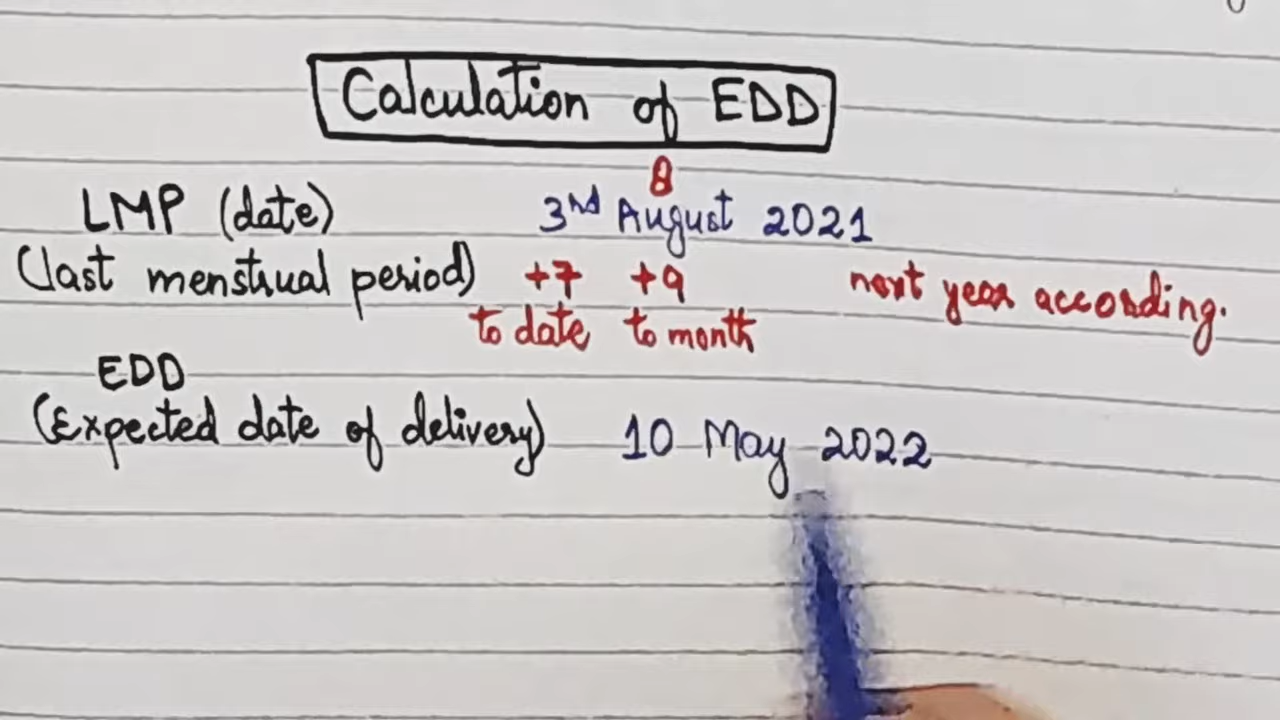 Calculation of EDD
8
LMP (date) 3rd August 2021
(last menstrual period) +7 +9 next year according.
to date to month
EDD
(Expected date of delivery) 10 May 2022